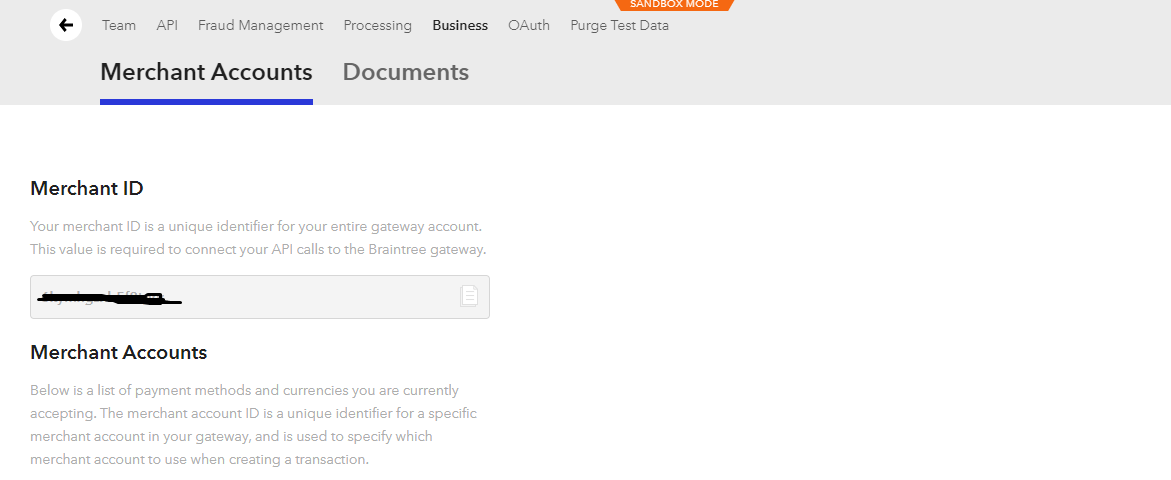 SANDBOX MODE
Team API Fraud Management Processing Business OAuth Purge Test Data
Merchant Accounts Documents
Merchant ID
Your merchant ID is a unique identifier for your entire gateway account.
This value is required to connect your API calls to the Braintree gateway.
Merchant Accounts
Below is a list of payment methods and currencies you are currently
accepting. The merchant account ID is a unique identifier for a specific
merchant account in your gateway, and is used to specify which
merchant account to use when creating a transaction.